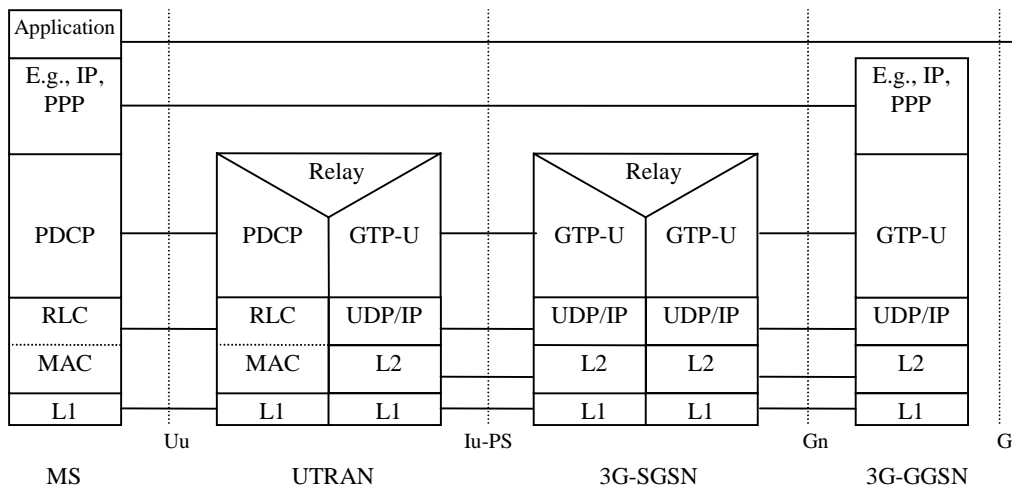 Application
E.g., IP,
PPP
E.g., IP,
PPP
Relay
Relay
PDCP
PDCP
GTP-U
GTP-U
GTP-U
GTP-U
RLC
RLC
UDP/IP
UDP/IP
UDP/IP
UDP/IP
MAC
MAC
L2
L2
L2
L2
L1
L1
L1
L1
L1
L1
Uu
Iu-PS
Gn
G
MS
UTRAN
3G-SGSN
3G-GGSN